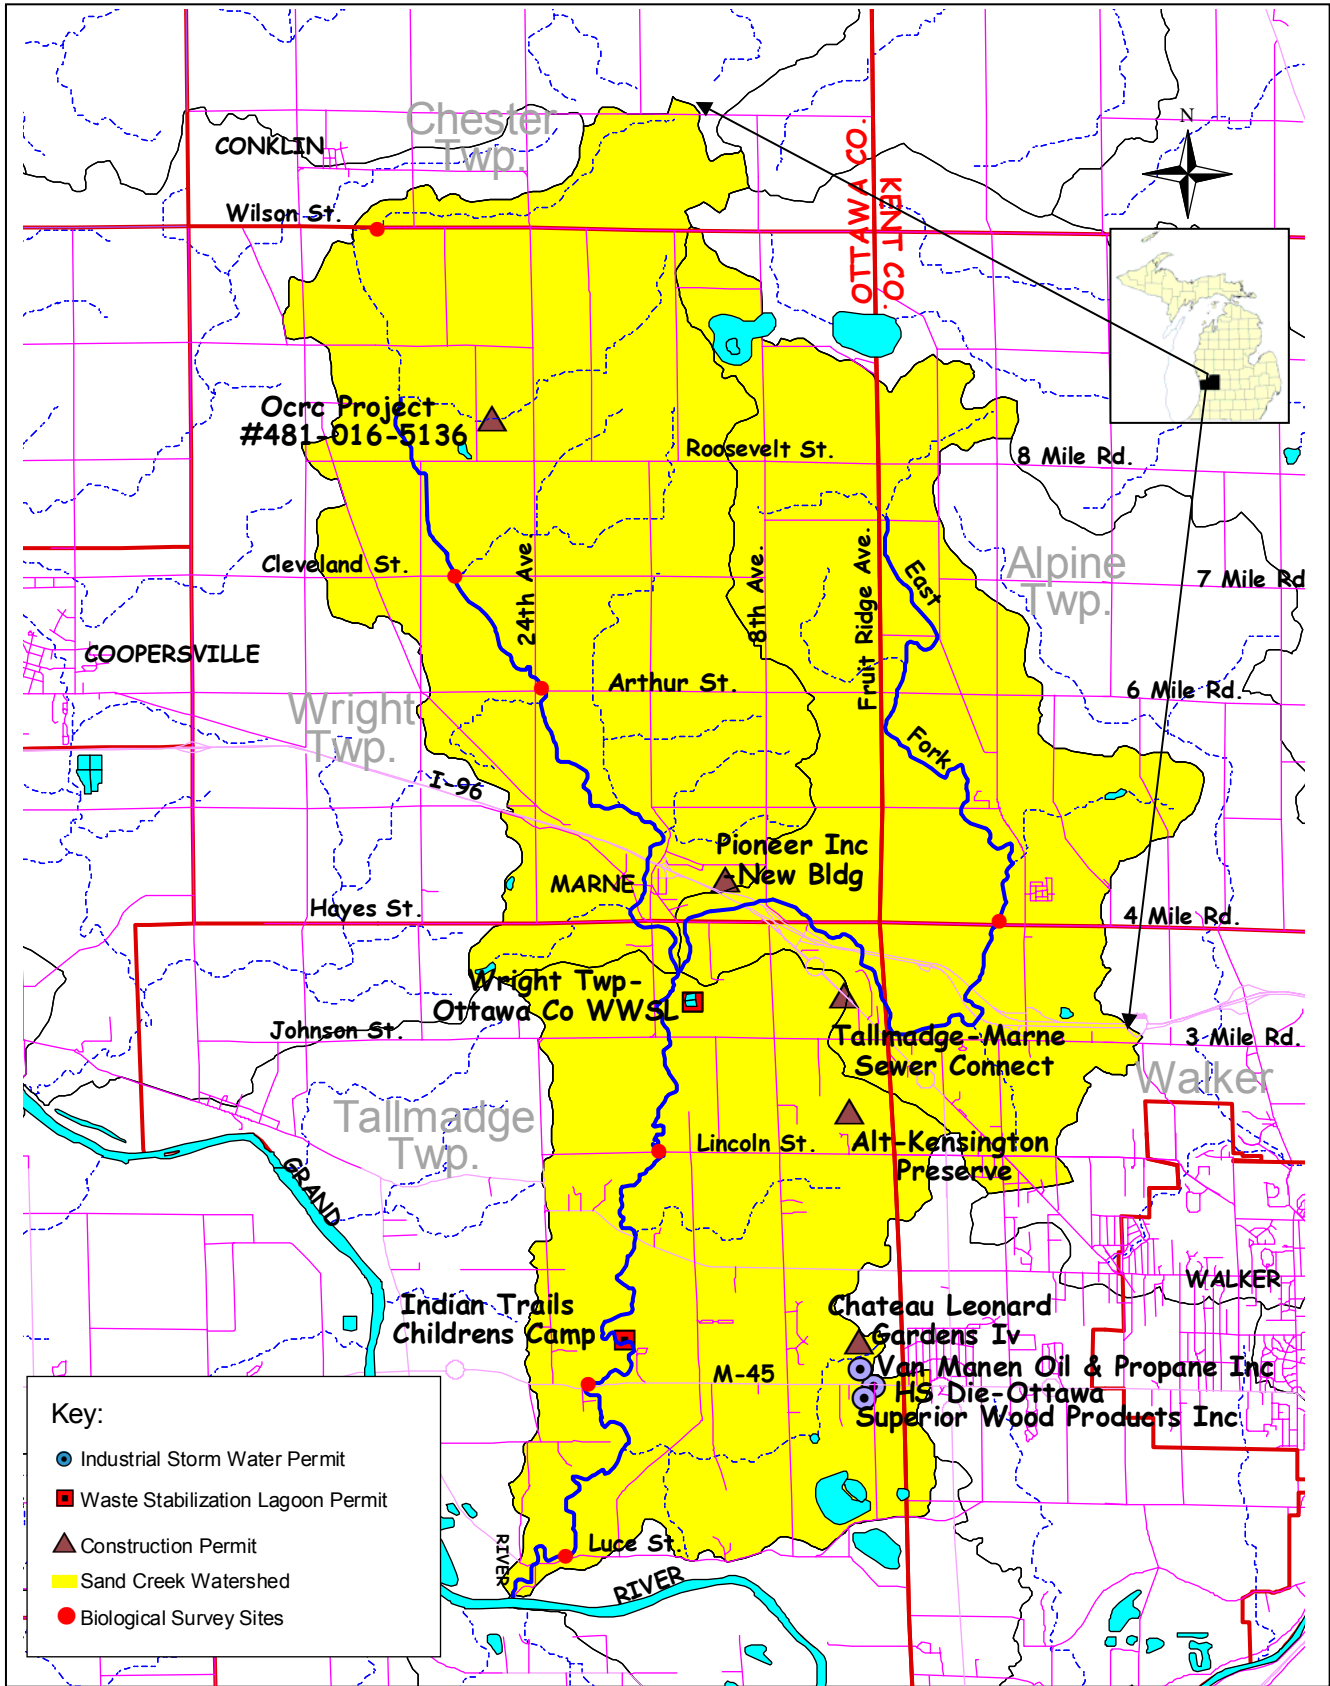 Chester
Twp.
CONKLIN
Wilson St.
OTTAWA CO.
KENT CO.
N
Ocrc Project
#481-016-5136
Roosevelt St.
8 Mile Rd.
Cleveland St.
24th Ave.
8th Ave.
Fruit Ridge Ave.
East
Alpine
Twp.
7 Mile Rd
COOPERSVILLE
Arthur St.
6 Mile Rd.
Wright
Twp.
Fork
I-96
Pioneer Inc
-New Bldg
MARNE
Hayes St.
4 Mile Rd.
Wright Twp-
Ottawa Co WWSL
Johnson St.
Tallmadge-Marne
Sewer Connect
3 Mile Rd.
Walker
Tallmadge
Twp.
Lincoln St.
Alt-Kensington
Preserve
GRAND
WALKER
Indian Trails
Childrens Camp
Chateau Leonard
Gardens Iv
M-45
Van Manen Oil & Propane Inc
HS Die-Ottawa
Superior Wood Products Inc
Key:
Industrial Storm Water Permit
Waste Stabilization Lagoon Permit
Construction Permit
Sand Creek Watershed
Biological Survey Sites
RIVER
Luce St.
RIVER